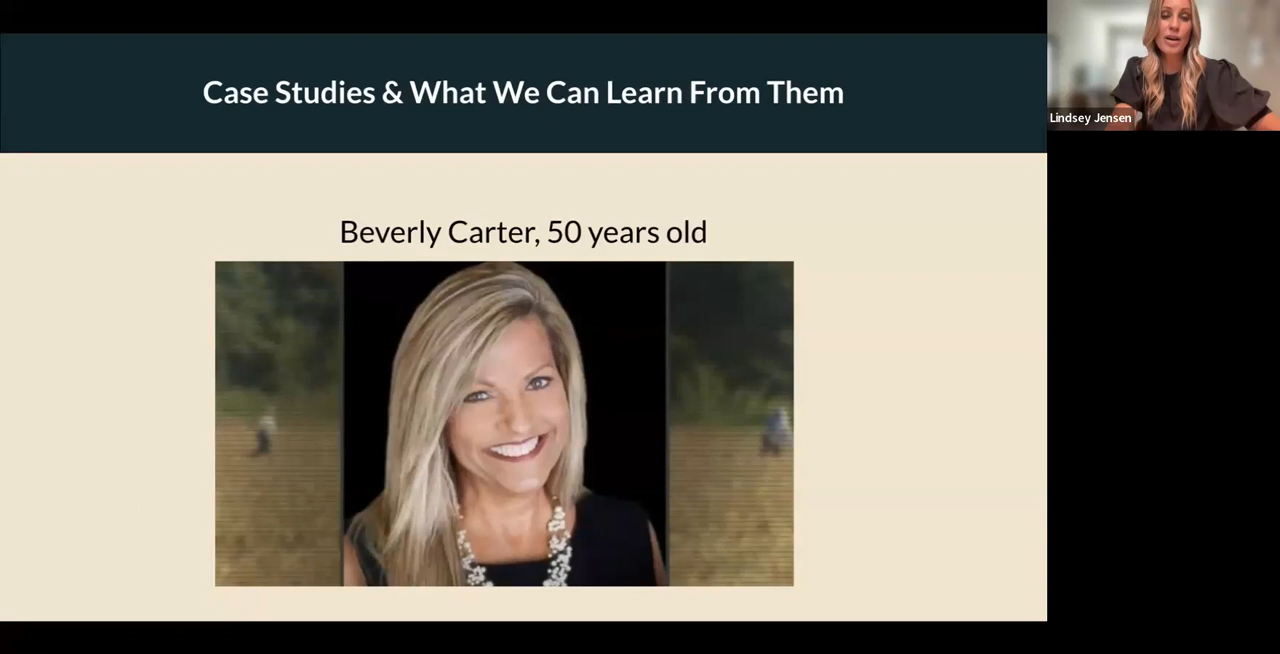 Case Studies & What We Can Learn From Them
Lindsey Jensen
Beverly Carter, 50 years old